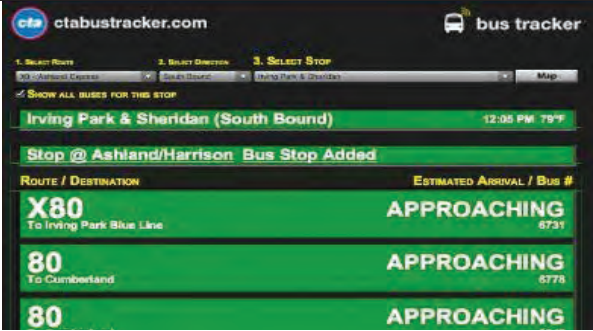 cta ctabustracker.com bus tracker
1. SELECT ROUTE 2. SELECT DIRECTION 3. SELECT STOP
X9 - Ashland Express South Bound Irving Park & Sheridan Map
SHOW ALL BUSES FOR THIS STOP
Irving Park & Sheridan (South Bound) 12:05 PM 79°F
Stop @ Ashland/Harrison Bus Stop Added
ROUTE / DESTINATION ESTIMATED ARRIVAL / BUS #
X80 APPROACHING
To Irving Park Blue Line 6731
80 APPROACHING
To Cumberland 6778
80 APPROACHING